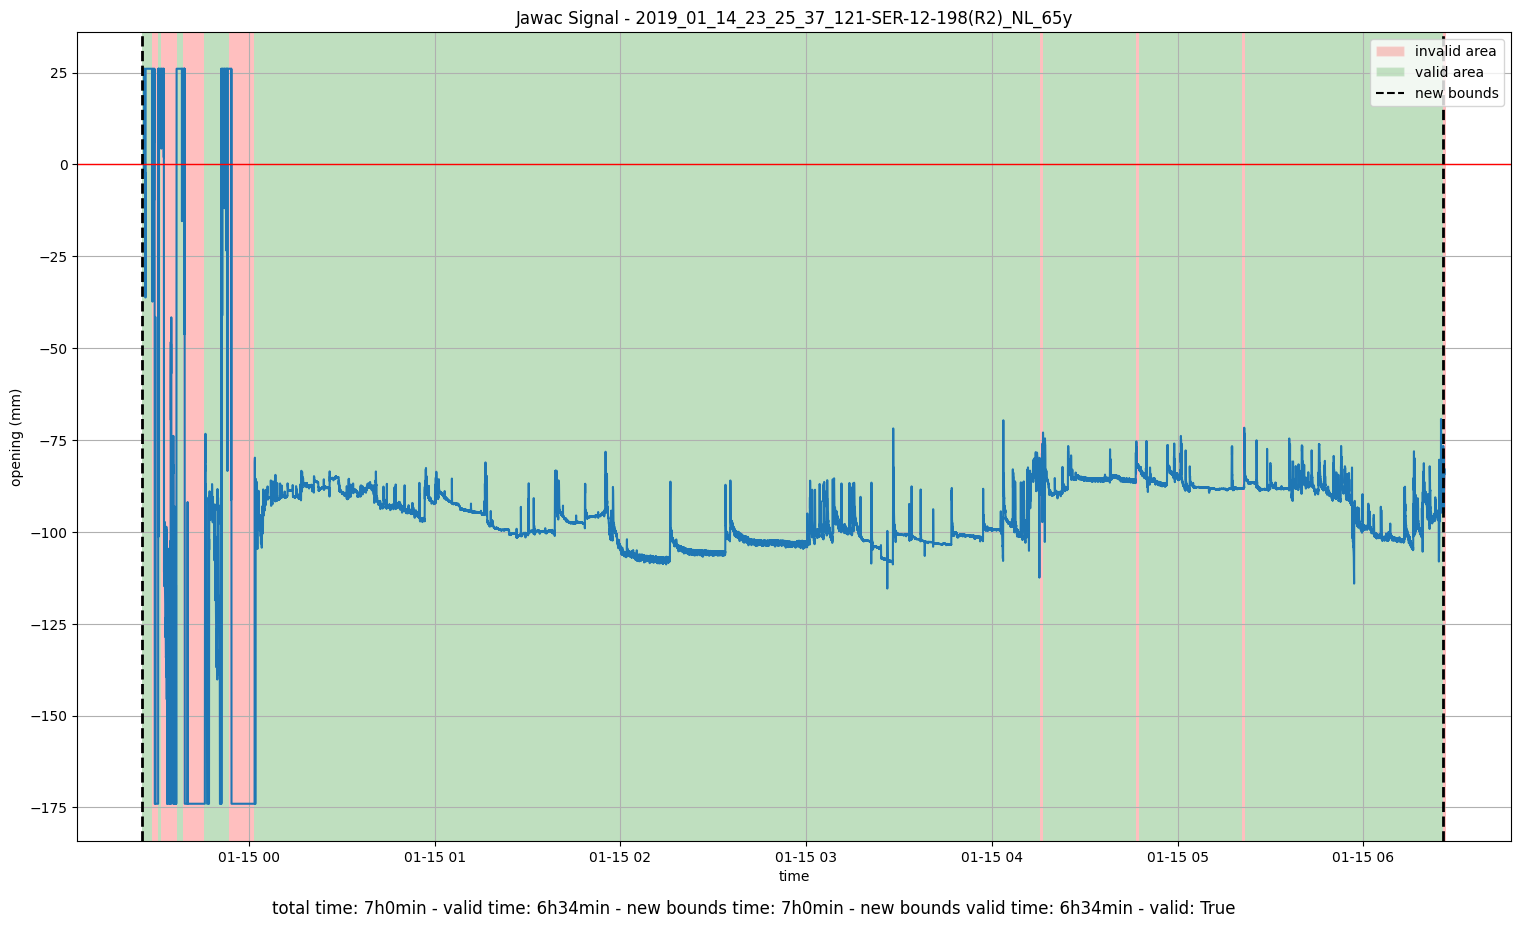 Jawac Signal - 2019_01_14_23_25_37_121-SER-12-198(R2)_NL_65y
invalid area
valid area
new bounds
opening (mm)
25
0
−25
−50
−75
−100
−125
−150
−175
01-15 00
01-15 01
01-15 02
01-15 03
01-15 04
01-15 05
01-15 06
time
total time: 7h0min - valid time: 6h34min - new bounds time: 7h0min - new bounds valid time: 6h34min - valid: True